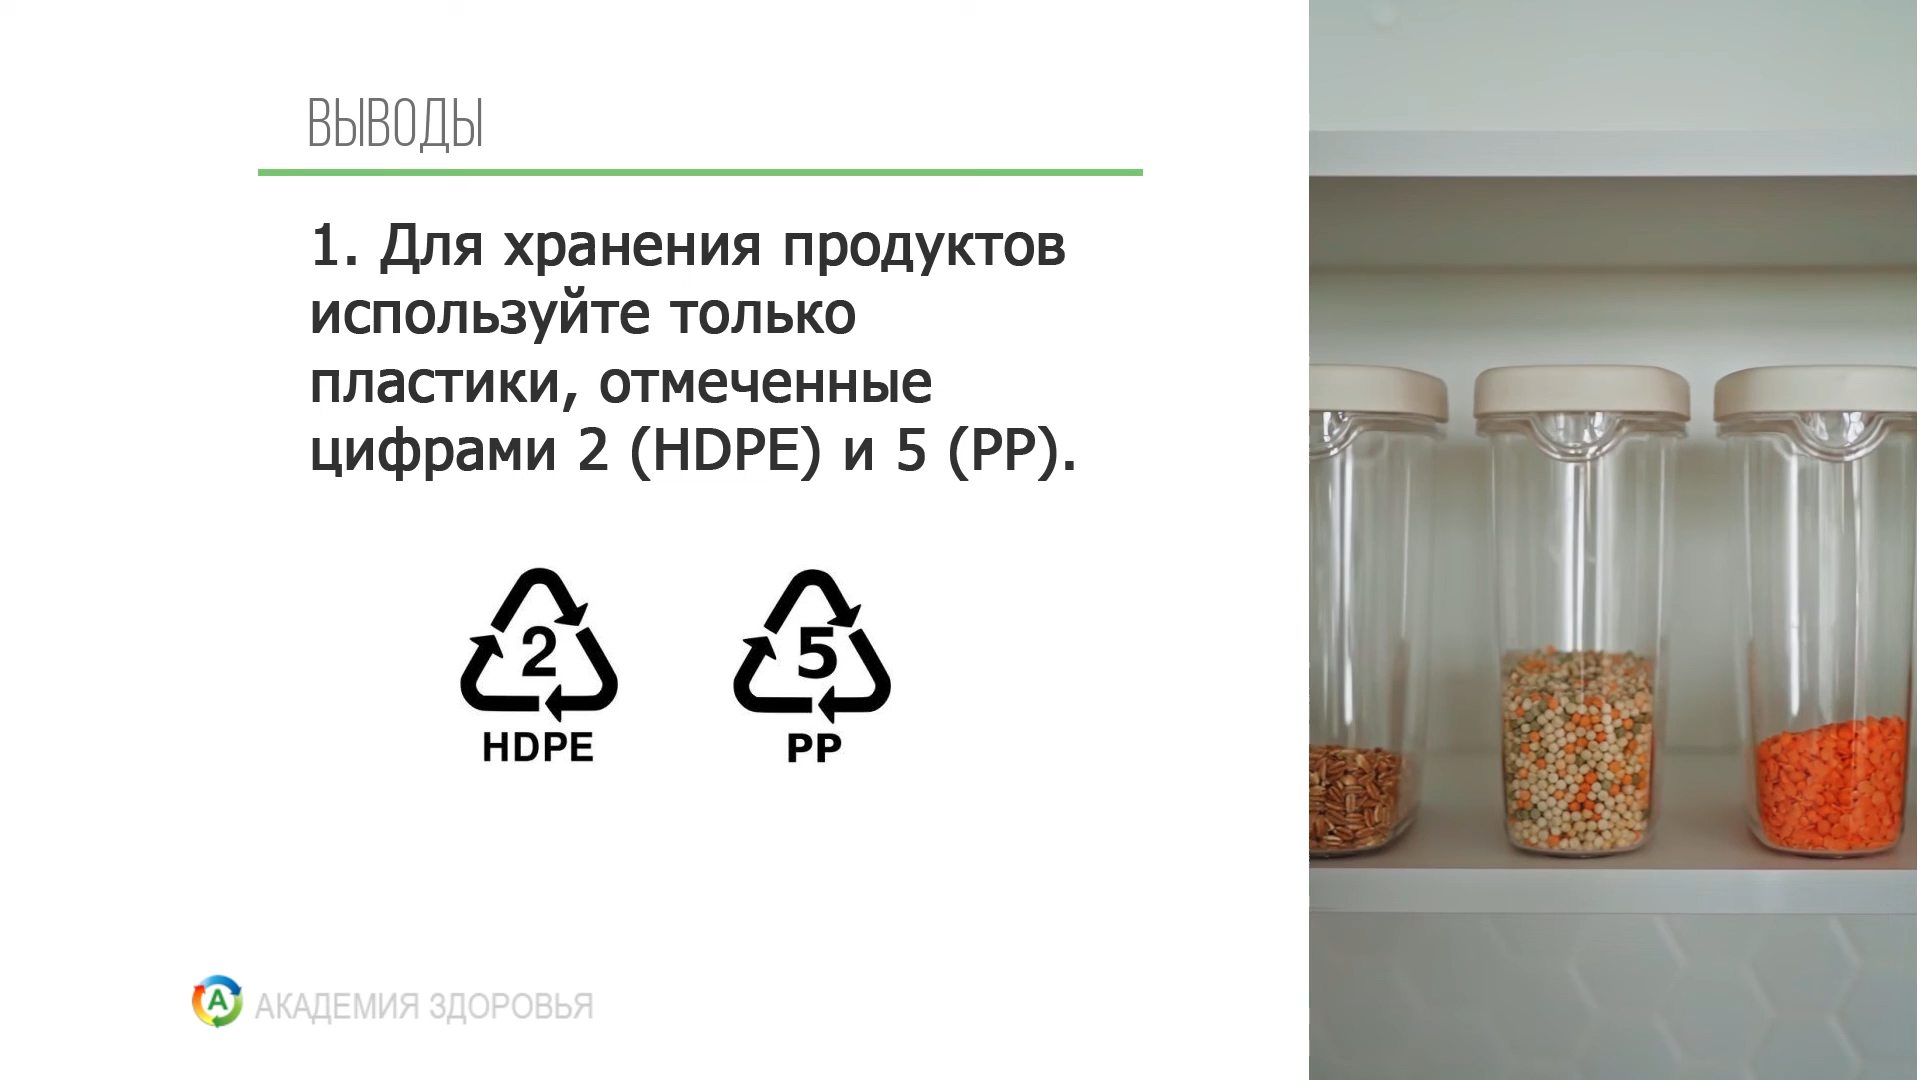 ВЫВОДЫ
1. Для хранения продуктов
используйте только
пластики, отмеченные
цифрами 2 (HDPE) и 5 (PP).
2
HDPE
5
PP
А АКАДЕМИЯ ЗДОРОВЬЯ